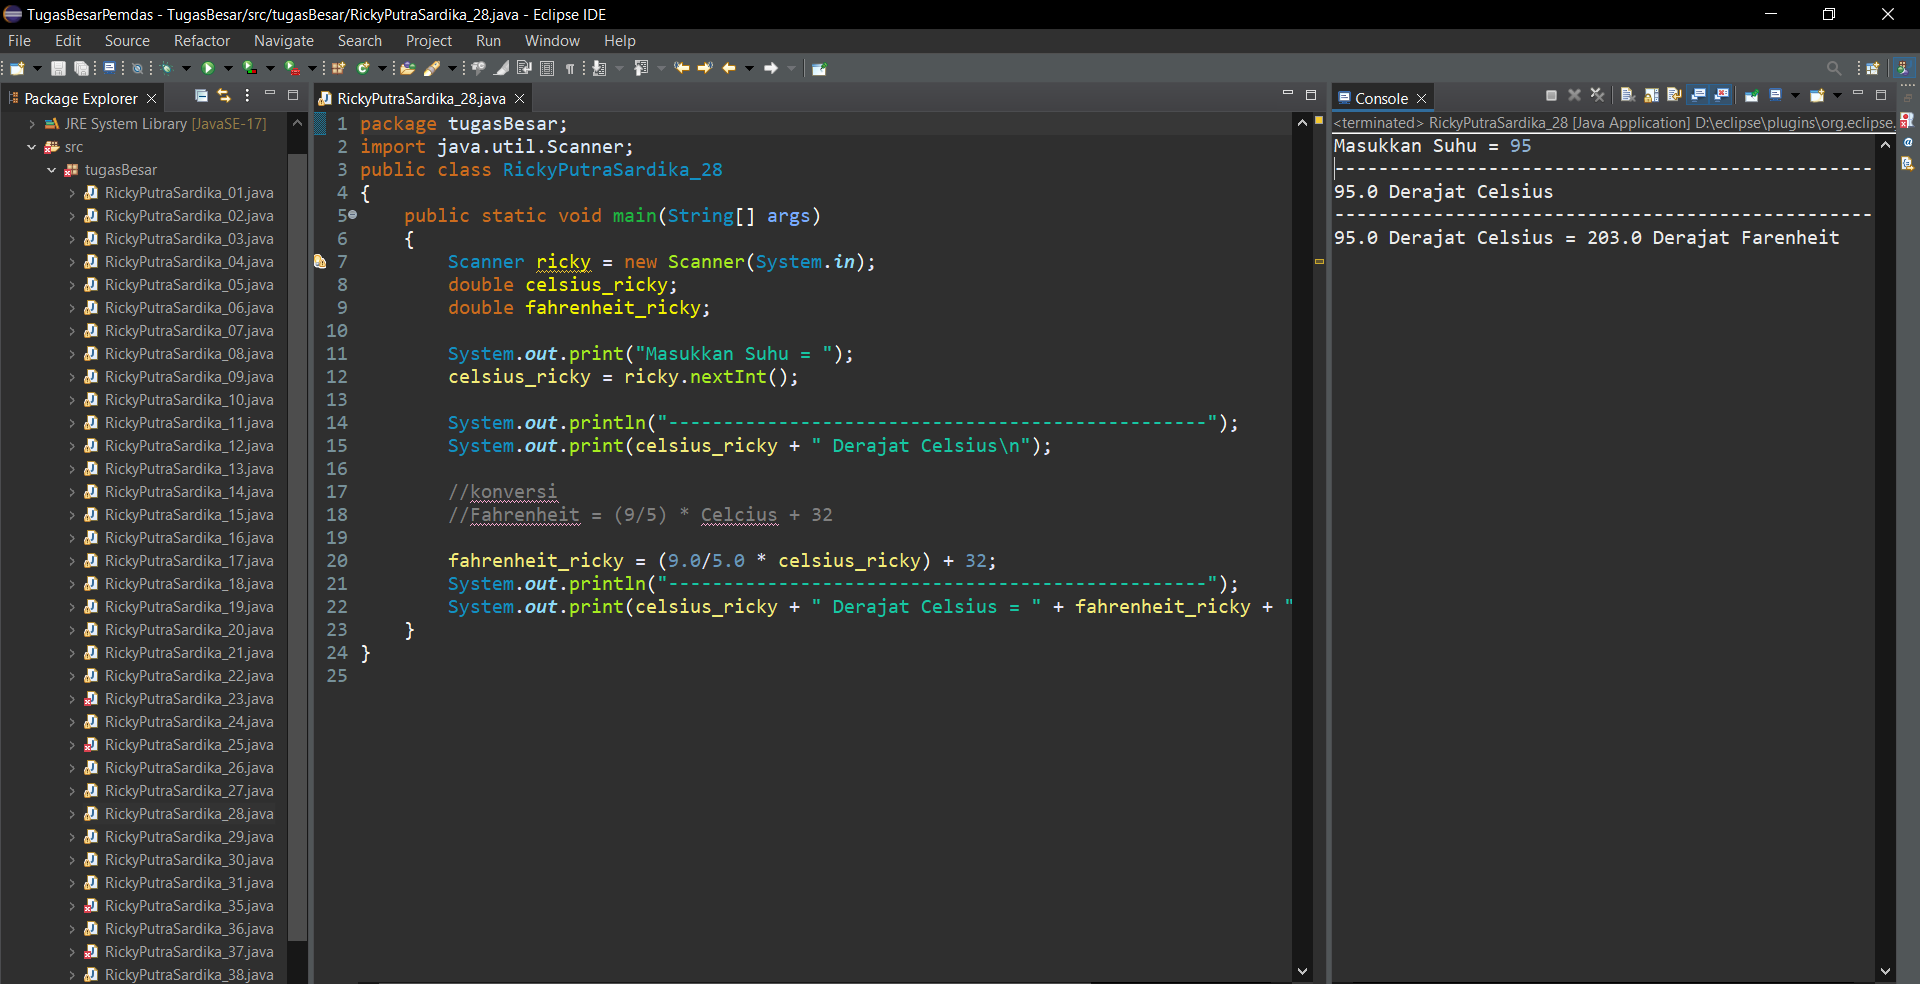 TugasBesarPemdas - TugasBesar/src/tugasBesar/RickyPutraSardika_28.java - Eclipse IDE
File Edit Source Refactor Navigate Search Project Run Window Help
Package Explorer
JRE System Library [JavaSE-17]
src
tugasBesar
RickyPutraSardika_01.java
RickyPutraSardika_02.java
RickyPutraSardika_03.java
RickyPutraSardika_04.java
RickyPutraSardika_05.java
RickyPutraSardika_06.java
RickyPutraSardika_07.java
RickyPutraSardika_08.java
RickyPutraSardika_09.java
RickyPutraSardika_10.java
RickyPutraSardika_11.java
RickyPutraSardika_12.java
RickyPutraSardika_13.java
RickyPutraSardika_14.java
RickyPutraSardika_15.java
RickyPutraSardika_16.java
RickyPutraSardika_17.java
RickyPutraSardika_18.java
RickyPutraSardika_19.java
RickyPutraSardika_20.java
RickyPutraSardika_21.java
RickyPutraSardika_22.java
RickyPutraSardika_23.java
RickyPutraSardika_24.java
RickyPutraSardika_25.java
RickyPutraSardika_26.java
RickyPutraSardika_27.java
RickyPutraSardika_28.java
RickyPutraSardika_29.java
RickyPutraSardika_30.java
RickyPutraSardika_31.java
RickyPutraSardika_35.java
RickyPutraSardika_36.java
RickyPutraSardika_37.java
RickyPutraSardika_38.java
RickyPutraSardika_28.java
1 package tugasBesar;
2 import java.util.Scanner;
3 public class RickyPutraSardika_28
4 {
5 public static void main(String[] args)
6 {
7 Scanner ricky = new Scanner(System.in);
8 double celsius_ricky;
9 double fahrenheit_ricky;
10
11 System.out.print("Masukkan Suhu = ");
12 celsius_ricky = ricky.nextInt();
13
14 System.out.println("-------------------------------------------------");
15 System.out.print(celsius_ricky + " Derajat Celsius\n");
16
17 //konversi
18 //Fahrenheit = (9/5) * Celcius + 32
19
20 fahrenheit_ricky = (9.0/5.0 * celsius_ricky) + 32;
21 System.out.println("-------------------------------------------------");
22 System.out.print(celsius_ricky + " Derajat Celsius = " + fahrenheit_ricky + "
23 }
24 }
25
Console
<terminated> RickyPutraSardika_28 [Java Application] D:\eclipse\plugins\org.eclipse.
Masukkan Suhu = 95
-------------------------------------------------
95.0 Derajat Celsius
-------------------------------------------------
95.0 Derajat Celsius = 203.0 Derajat Farenheit